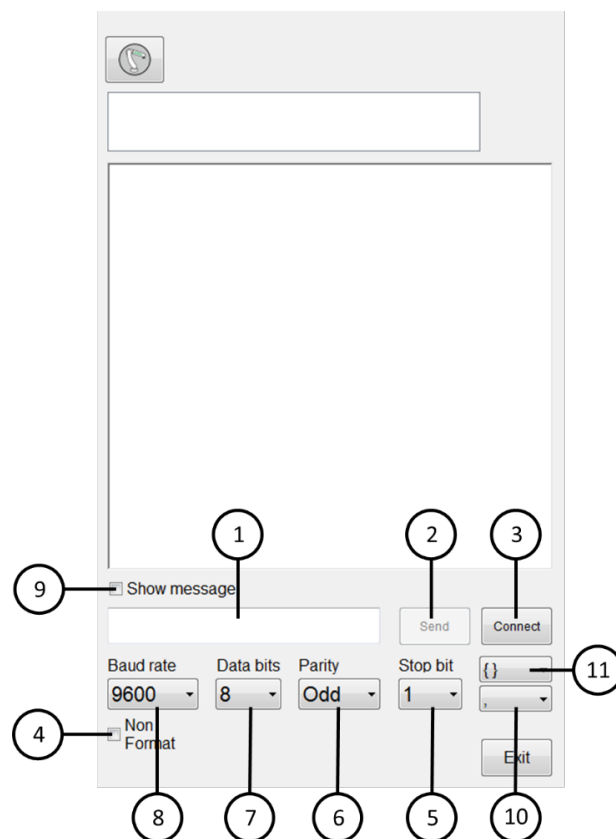 1
2
3
9
Show message
Send
Connect
Baud rate
Data bits
Parity
Stop bit
{ }
11
9600
8
Odd
1
,
4
Non
Format
Exit
8
7
6
5
10